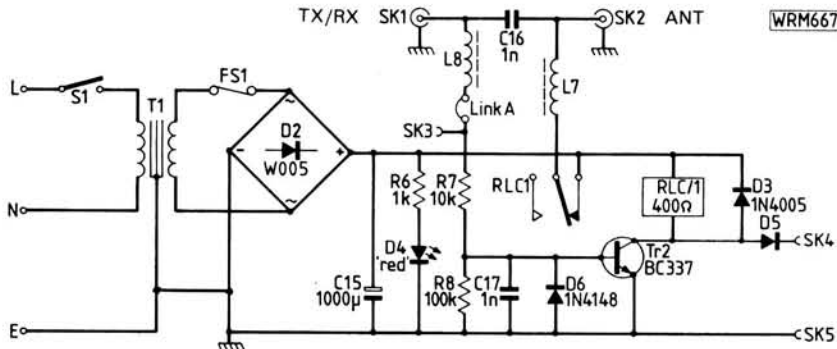 TX/RX SK1 C16 1n SK2 ANT
WRM667
L8
L7
L S1 T1 FS1
Link A
SK3
~
D2
W005
- +
~
N
E
R6 1k
R7 10k
RLC1
RLC/1
400Ω
D3
1N4005
D5
SK4
D4
'red'
C15
1000µ
R8
100k
C17
1n
D6
1N4148
Tr2
BC337
SK5